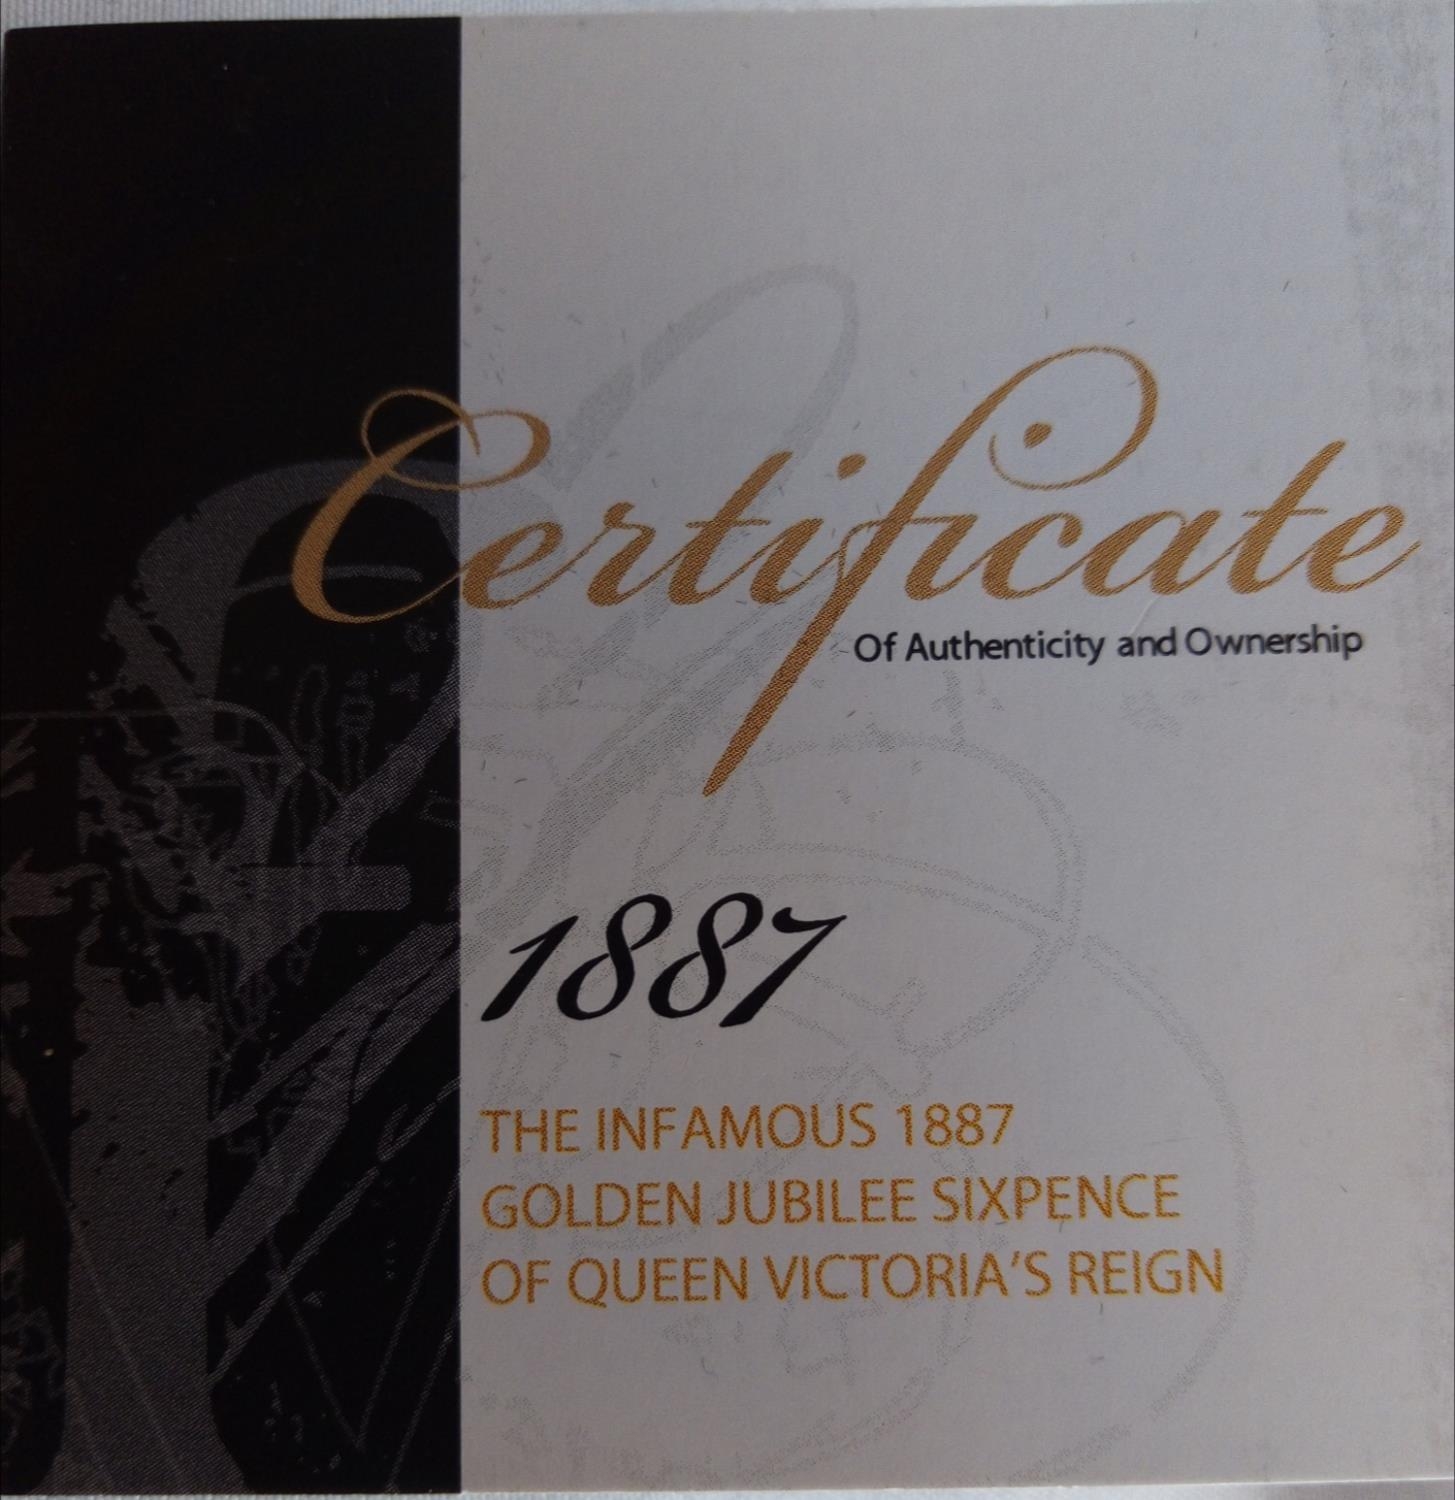 Certificate
Of Authenticity and Ownership
1887
THE INFAMOUS 1887
GOLDEN JUBILEE SIXPENCE
OF QUEEN VICTORIA'S REIGN